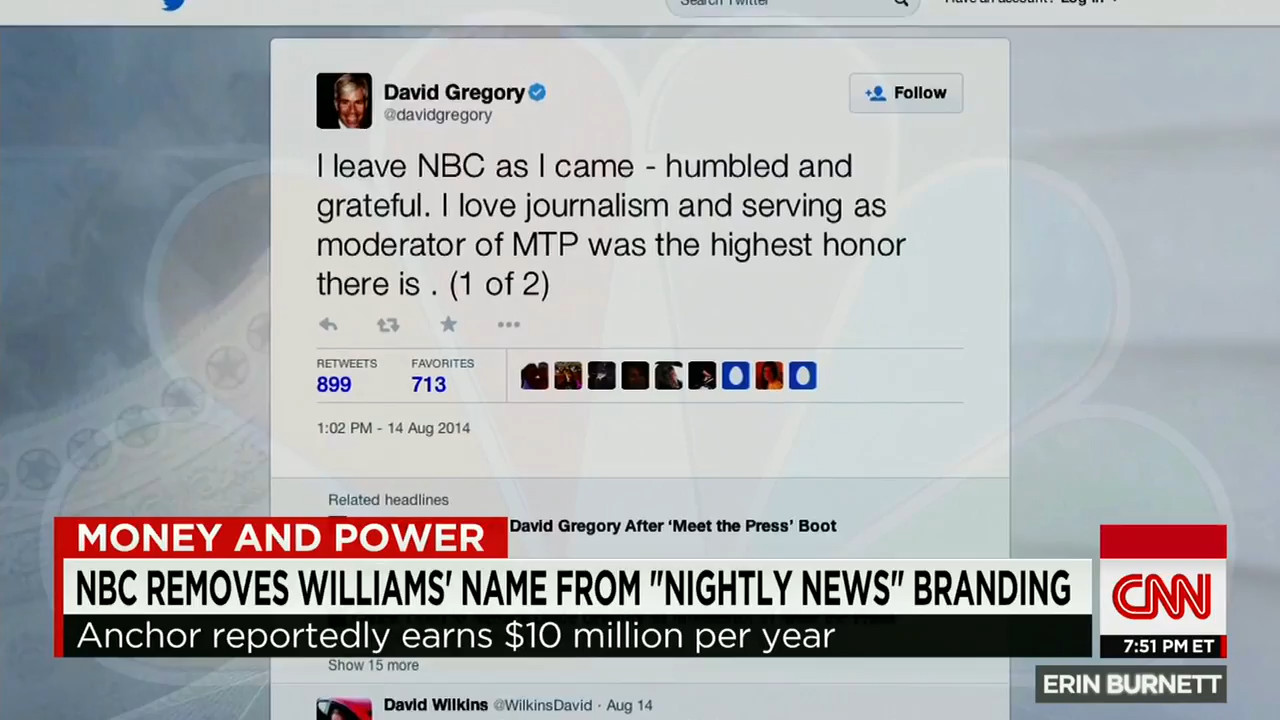 Search Twitter
Have an account? Log in
David Gregory
@davidgregory
Follow
I leave NBC as I came - humbled and
grateful. I love journalism and serving as
moderator of MTP was the highest honor
there is . (1 of 2)
RETWEETS FAVORITES
899 713
1:02 PM - 14 Aug 2014
Related headlines
David Gregory After ‘Meet the Press’ Boot
MONEY AND POWER
NBC REMOVES WILLIAMS' NAME FROM "NIGHTLY NEWS" BRANDING
Anchor reportedly earns $10 million per year
CNN
7:51 PM ET
Show 15 more
ERIN BURNETT
David Wilkins @WilkinsDavid · Aug 14